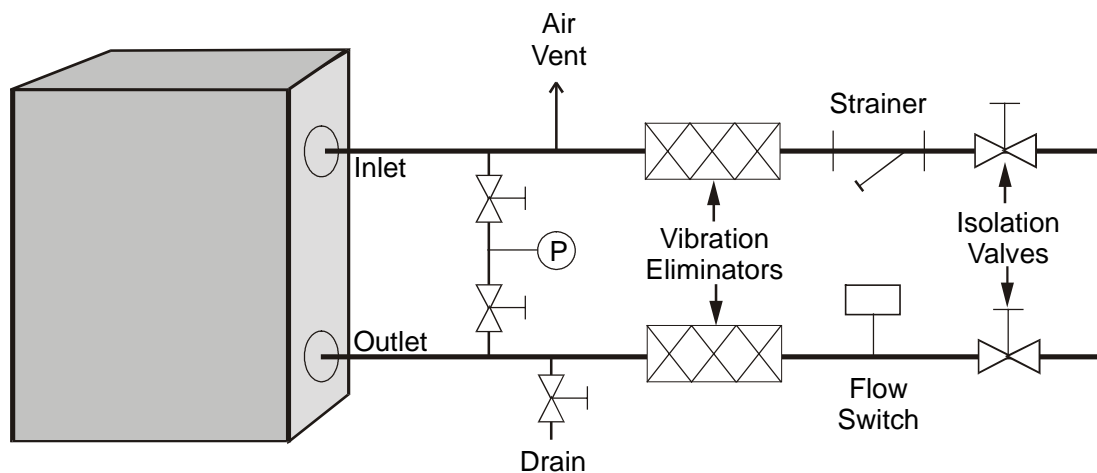 Air
Vent
Strainer
Inlet
P
Vibration
Eliminators
Isolation
Valves
Outlet
Flow
Switch
Drain